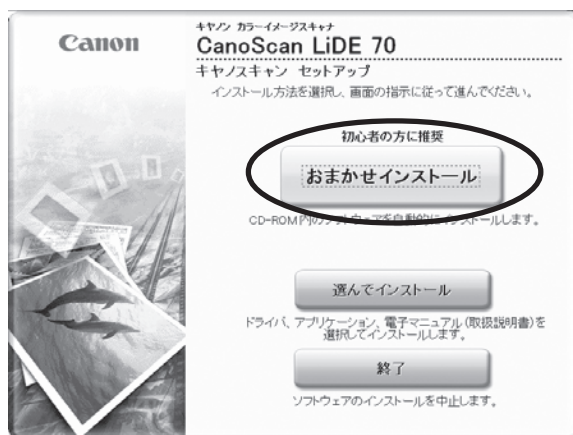 Canon
キヤノン カラーイメージスキャナ
CanoScan LiDE 70
キヤノスキャン セットアップ
インストール方法を選択し、画面の指示に従って進んでください。
初心者の方に推奨
おまかせインストール
CD-ROM内のソフトウェアを自動的にインストールします。
選んでインストール
ドライバ、アプリケーション、電子マニュアル(取扱説明書)を
選択してインストールします。
終了
ソフトウェアのインストールを中止します。